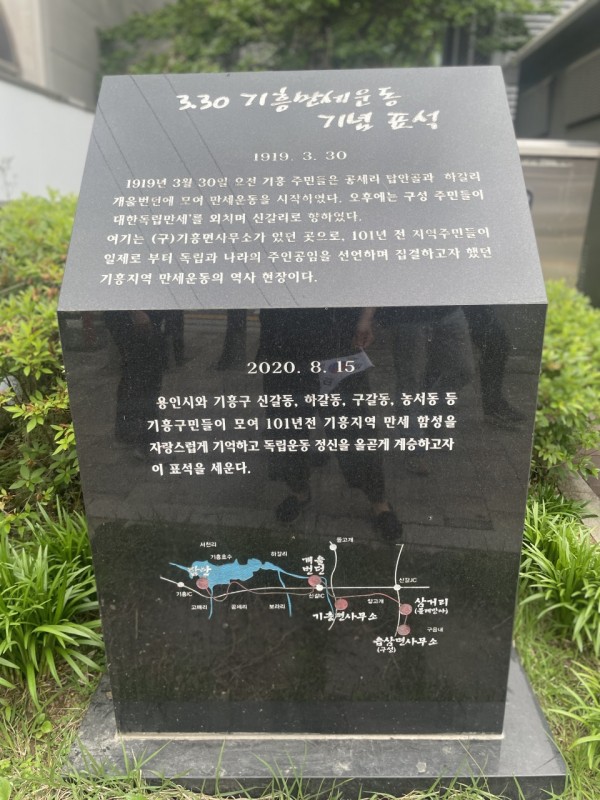 3.30 기흥만세운동
기념 표석
1919. 3. 30
1919년 3월 30일 오전 기흥 주민들은 공세리 답안골과 하갈리
개울번던에 모여 만세운동을 시작하였다. 오후에는 구성 주민들이
'대한독립만세'를 외치며 신갈리로 향하였다.
여기는 (구)기흥면사무소가 있던 곳으로, 101년 전 지역주민들이
일제로 부터 독립과 나라의 주인공임을 선언하며 집결하고자 했던
기흥지역 만세운동의 역사 현장이다.
2020. 8. 15
용인시와 기흥구 신갈동, 하갈동, 구갈동, 농서동 등
기흥구민들이 모여 101년전 기흥지역 만세 함성을
자랑스럽게 기억하고 독립운동 정신을 올곧게 계승하고자
이 표석을 세운다.
돌고개
서천리
기흥호수
하갈리
개울
번던
답안
기흥IC
신갈IC
신갈JC
고매리
공세리
보라리
기흥면사무소
삼거리
구읍내
읍삼면사무소
(구성)